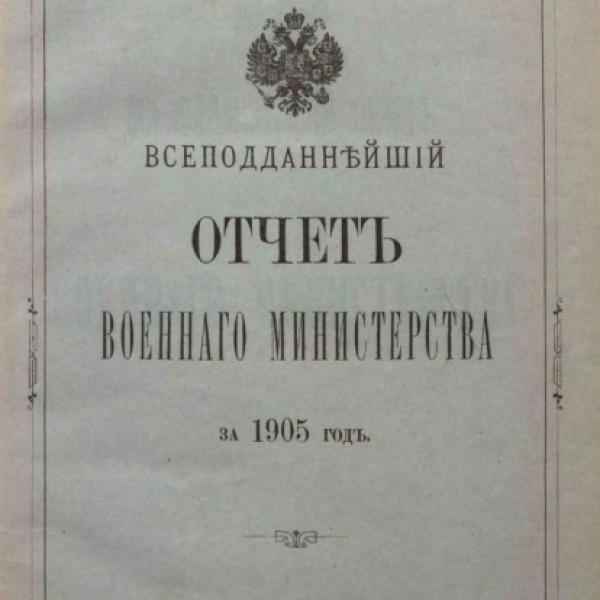 ВСЕПОДДАННѢЙШІЙ
ОТЧЕТЪ
ВОЕННАГО МИНИСТЕРСТВА
ЗА 1905 ГОДЪ.